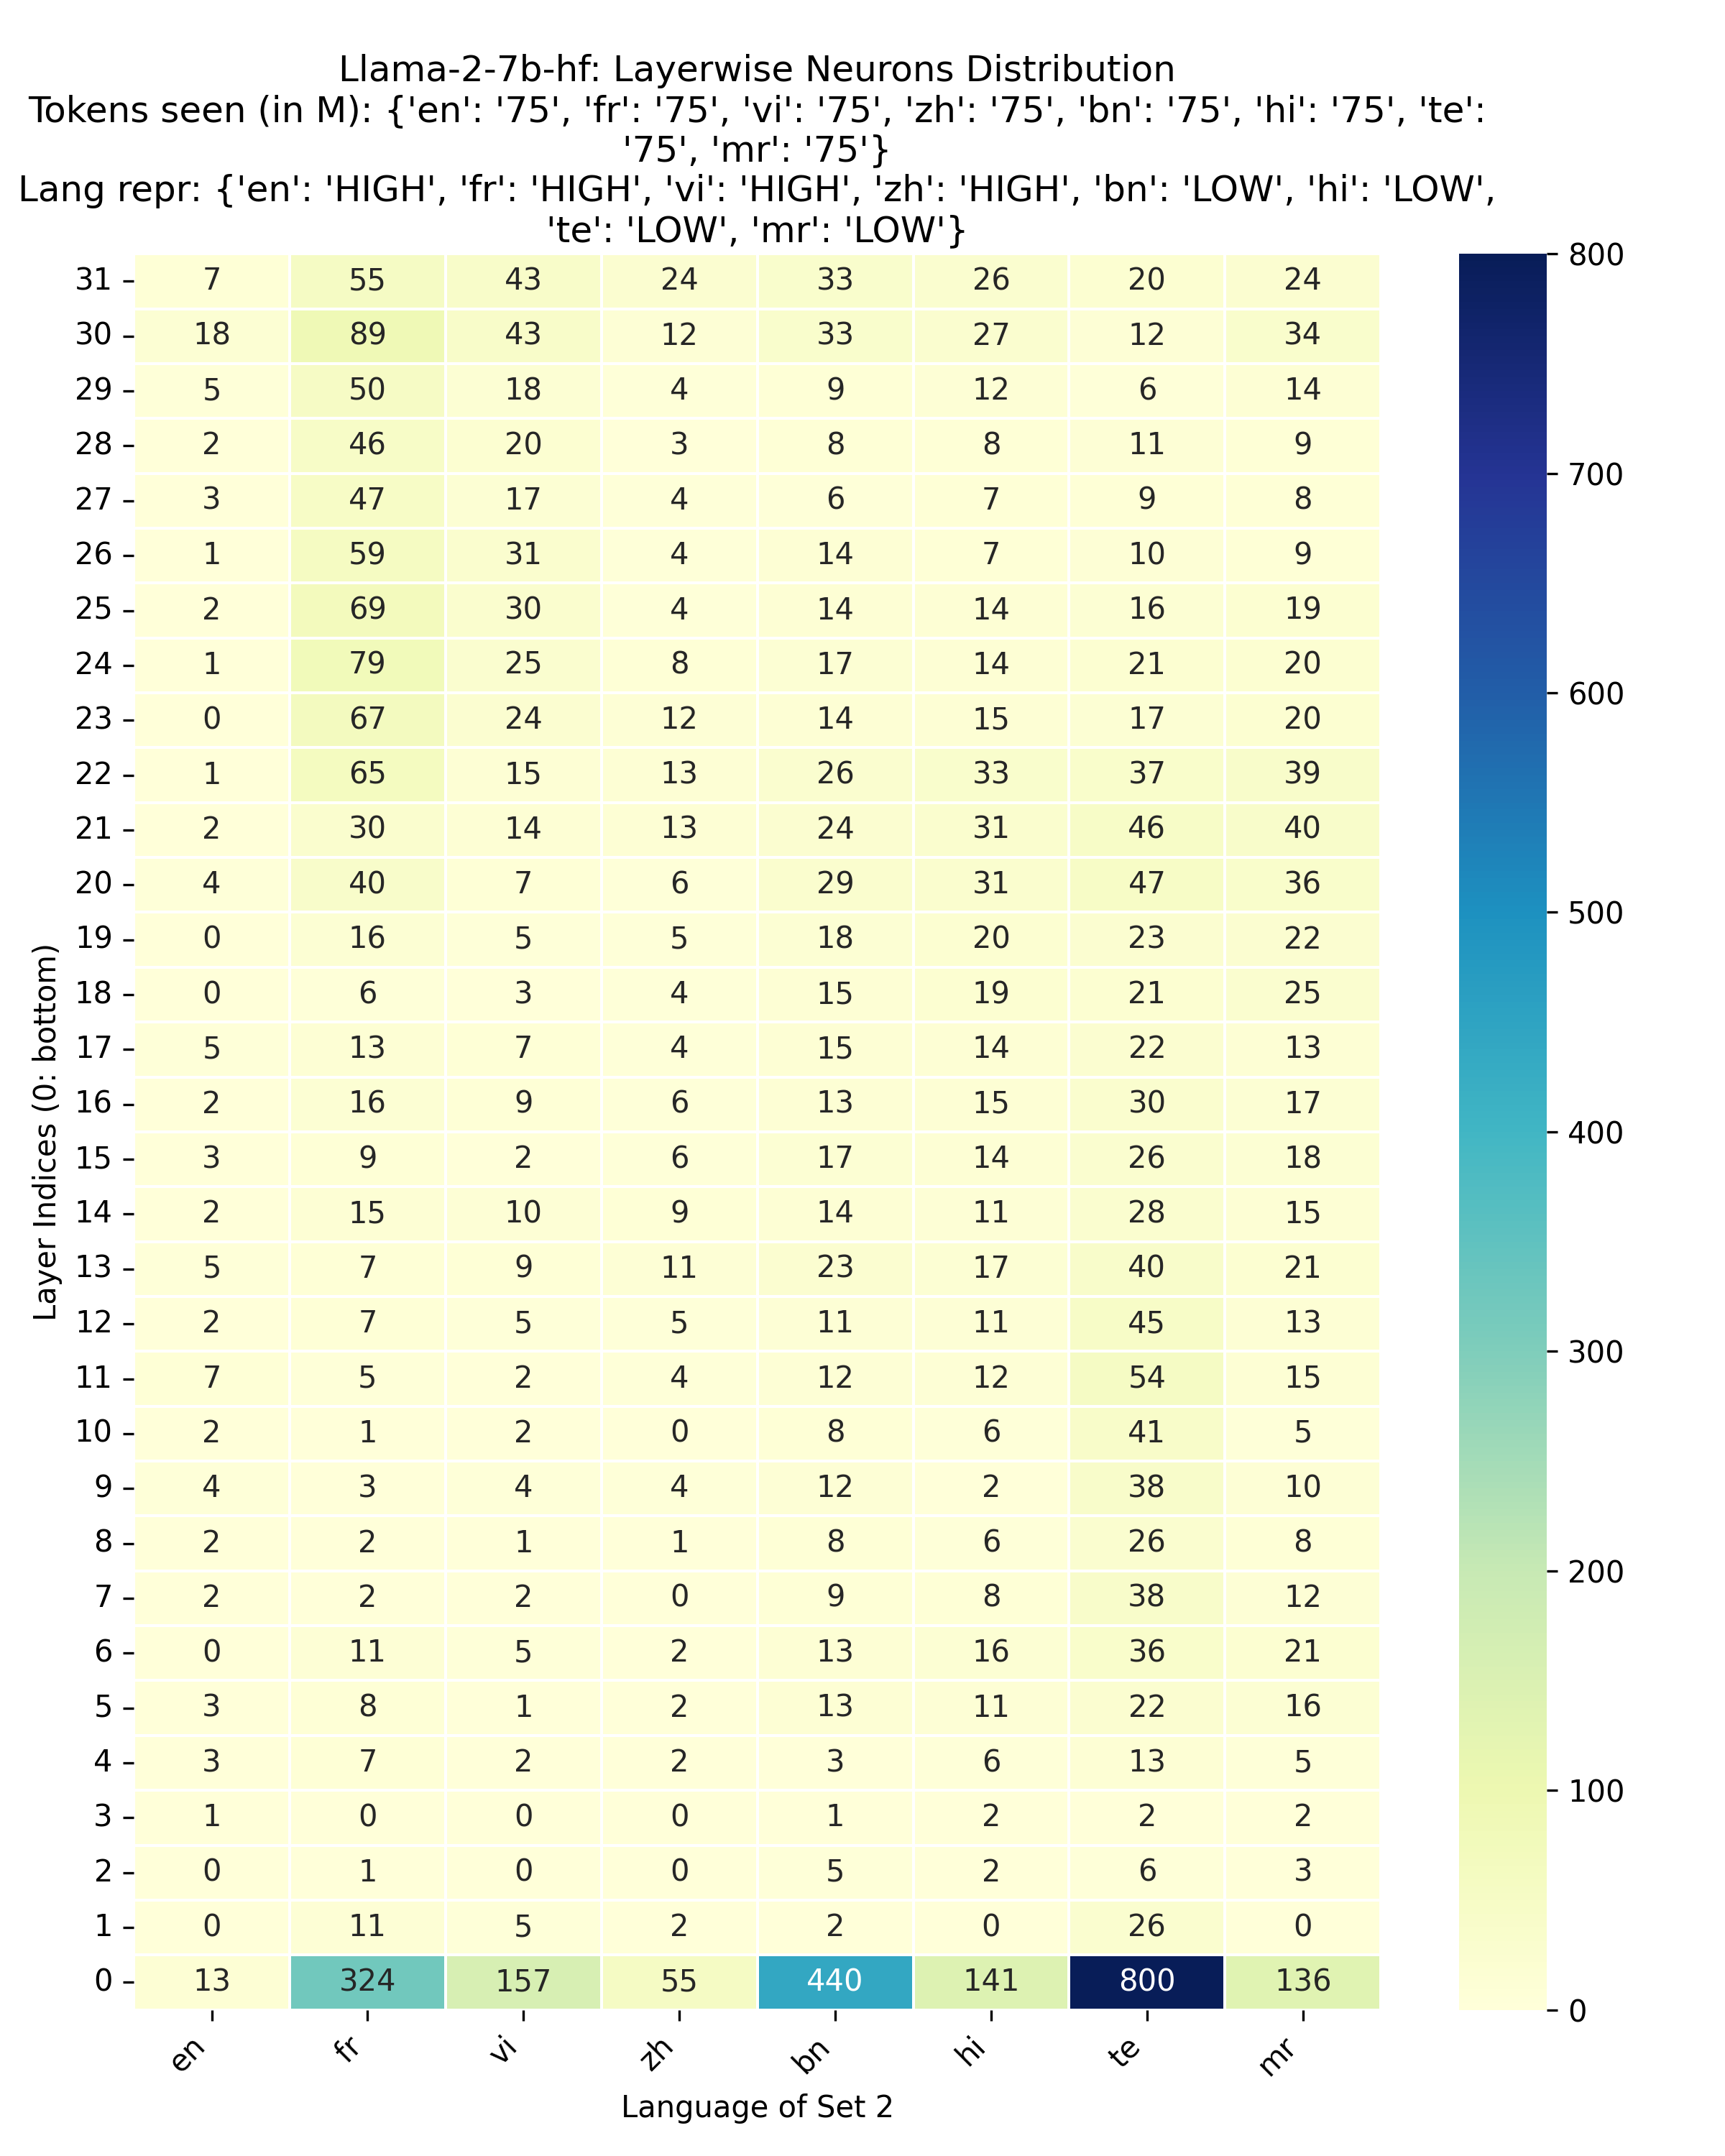 Llama-2-7b-hf: Layerwise Neurons Distribution
Tokens seen (in M): {'en': '75', 'fr': '75', 'vi': '75', 'zh': '75', 'bn': '75', 'hi': '75', 'te':
'75', 'mr': '75'}
Lang repr: {'en': 'HIGH', 'fr': 'HIGH', 'vi': 'HIGH', 'zh': 'HIGH', 'bn': 'LOW', 'hi': 'LOW',
'te': 'LOW', 'mr': 'LOW'}
Layer Indices (0: bottom)
31 7 55 43 24 33 26 20 24
30 18 89 43 12 33 27 12 34
29 5 50 18 4 9 12 6 14
28 2 46 20 3 8 8 11 9
27 3 47 17 4 6 7 9 8
26 1 59 31 4 14 7 10 9
25 2 69 30 4 14 14 16 19
24 1 79 25 8 17 14 21 20
23 0 67 24 12 14 15 17 20
22 1 65 15 13 26 33 37 39
21 2 30 14 13 24 31 46 40
20 4 40 7 6 29 31 47 36
19 0 16 5 5 18 20 23 22
18 0 6 3 4 15 19 21 25
17 5 13 7 4 15 14 22 13
16 2 16 9 6 13 15 30 17
15 3 9 2 6 17 14 26 18
14 2 15 10 9 14 11 28 15
13 5 7 9 11 23 17 40 21
12 2 7 5 5 11 11 45 13
11 7 5 2 4 12 12 54 15
10 2 1 2 0 8 6 41 5
9 4 3 4 4 12 2 38 10
8 2 2 1 1 8 6 26 8
7 2 2 2 0 9 8 38 12
6 0 11 5 2 13 16 36 21
5 3 8 1 2 13 11 22 16
4 3 7 2 2 3 6 13 5
3 1 0 0 0 1 2 2 2
2 0 1 0 0 5 2 6 3
1 0 11 5 2 2 0 26 0
0 13 324 157 55 440 141 800 136
en fr vi zh bn hi te mr
Language of Set 2
800
700
600
500
400
300
200
100
0